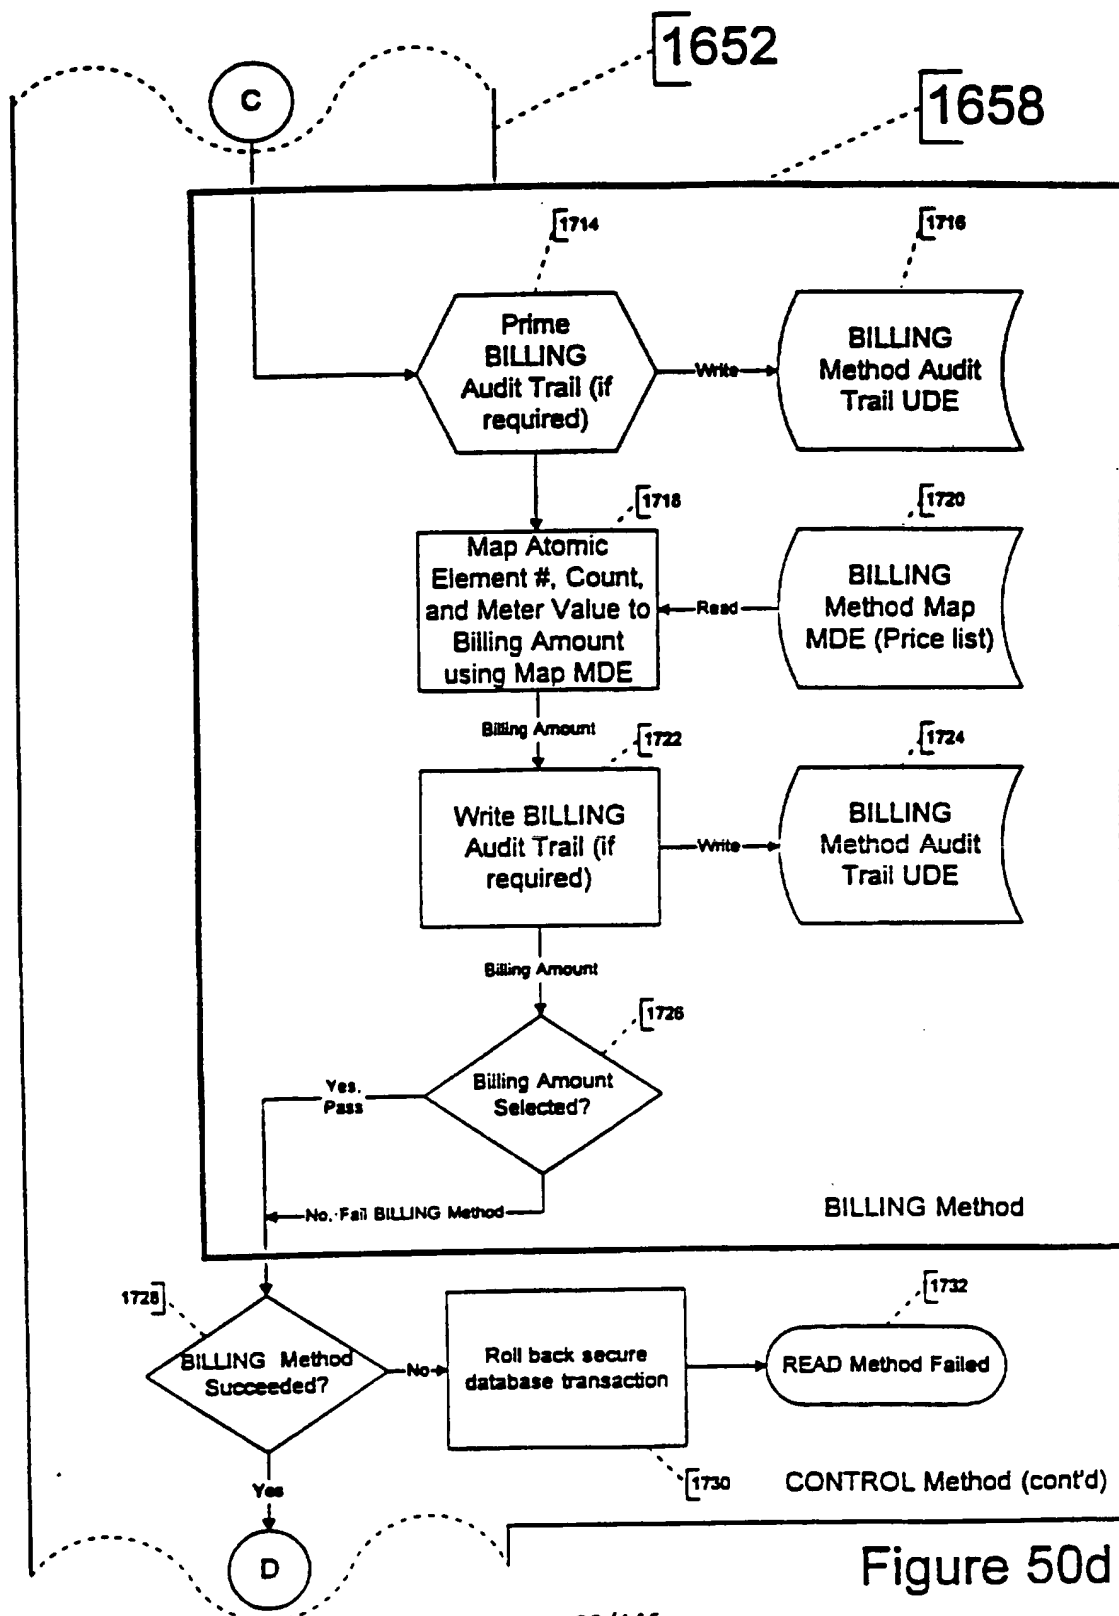 1652
C
1658
1714
1716
Prime
BILLING
Audit Trail (if
required)
Write
BILLING
Method Audit
Trail UDE
1718
1720
Map Atomic
Element #, Count,
and Meter Value to
Billing Amount
using Map MDE
Read
BILLING
Method Map
MDE (Price list)
Billing Amount
1722
1724
Write BILLING
Audit Trail (if
required)
Write
BILLING
Method Audit
Trail UDE
Billing Amount
1726
Billing Amount
Selected?
Yes,
Pass
No, Fail BILLING Method
BILLING Method
1728
1732
BILLING Method
Succeeded?
No
Roll back secure
database transaction
READ Method Failed
1730
CONTROL Method (cont'd)
Yes
D
Figure 50d